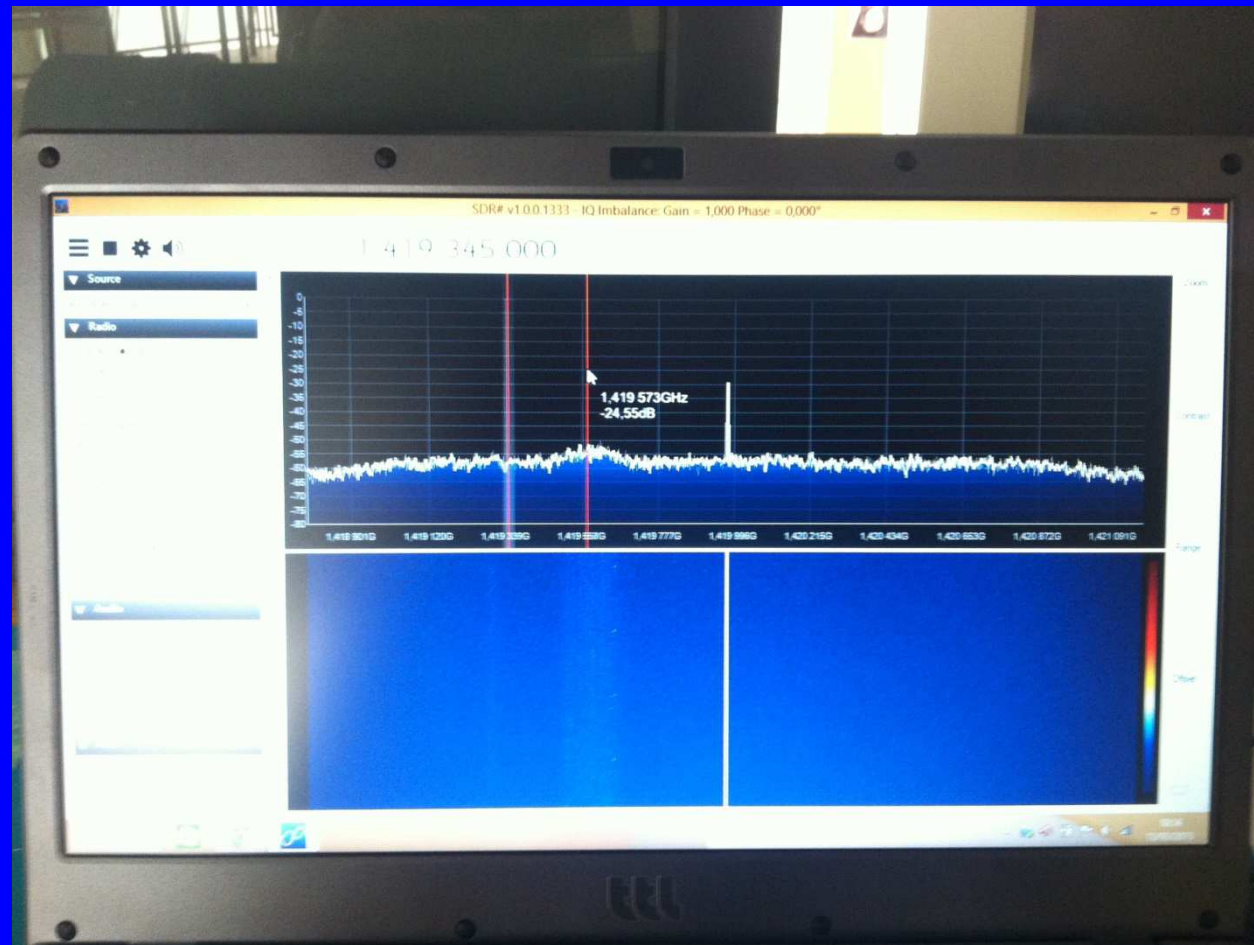 SDR# v1.0.0.1333 - IQ Imbalance: Gain = 1,000 Phase = 0,000°
1.419.345.000
Source
Radio
Audio
Zoom
Contrast
Range
Offset
0
-5
-10
-15
-20
-25
-30
-35
-40
-45
-50
-55
-60
-65
-70
-75
-80
1,419 573GHz
-24,55dB
1,418 901G 1,419 120G 1,419 339G 1,419 558G 1,419 777G 1,419 996G 1,420 215G 1,420 434G 1,420 653G 1,420 872G 1,421 091G
ttl